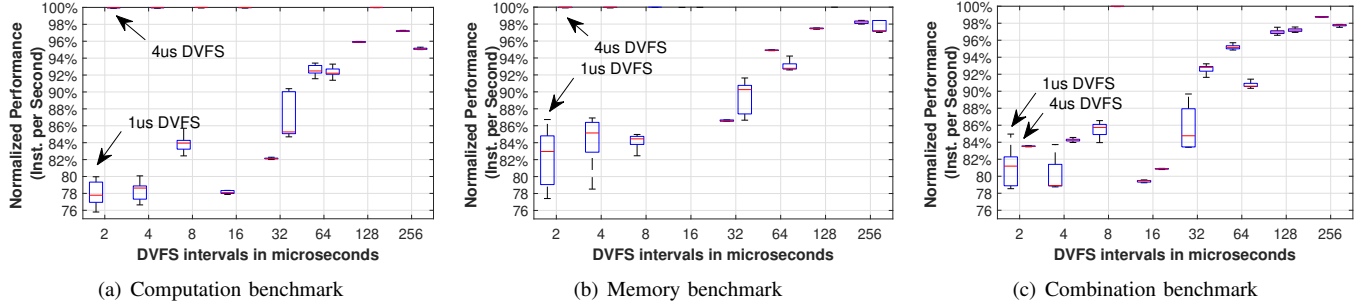 Normalized Performance
(Inst. per Second)
100%
98%
96%
94%
92%
90%
88%
86%
84%
82%
80%
78
76
4us DVFS
1us DVFS
2 4 8 16 32 64 128 256
DVFS intervals in microseconds
(a) Computation benchmark
Normalized Performance
(Inst. per Second)
100%
98%
96%
94%
92%
90%
88%
86%
84%
82%
80%
78
76
4us DVFS
1us DVFS
2 4 8 16 32 64 128 256
DVFS intervals in microseconds
(b) Memory benchmark
Normalized Performance
(Inst. per Second)
100%
98%
96%
94%
92%
90%
88%
86%
84%
82%
80%
78
76
1us DVFS
4us DVFS
2 4 8 16 32 64 128 256
DVFS intervals in microseconds
(c) Combination benchmark